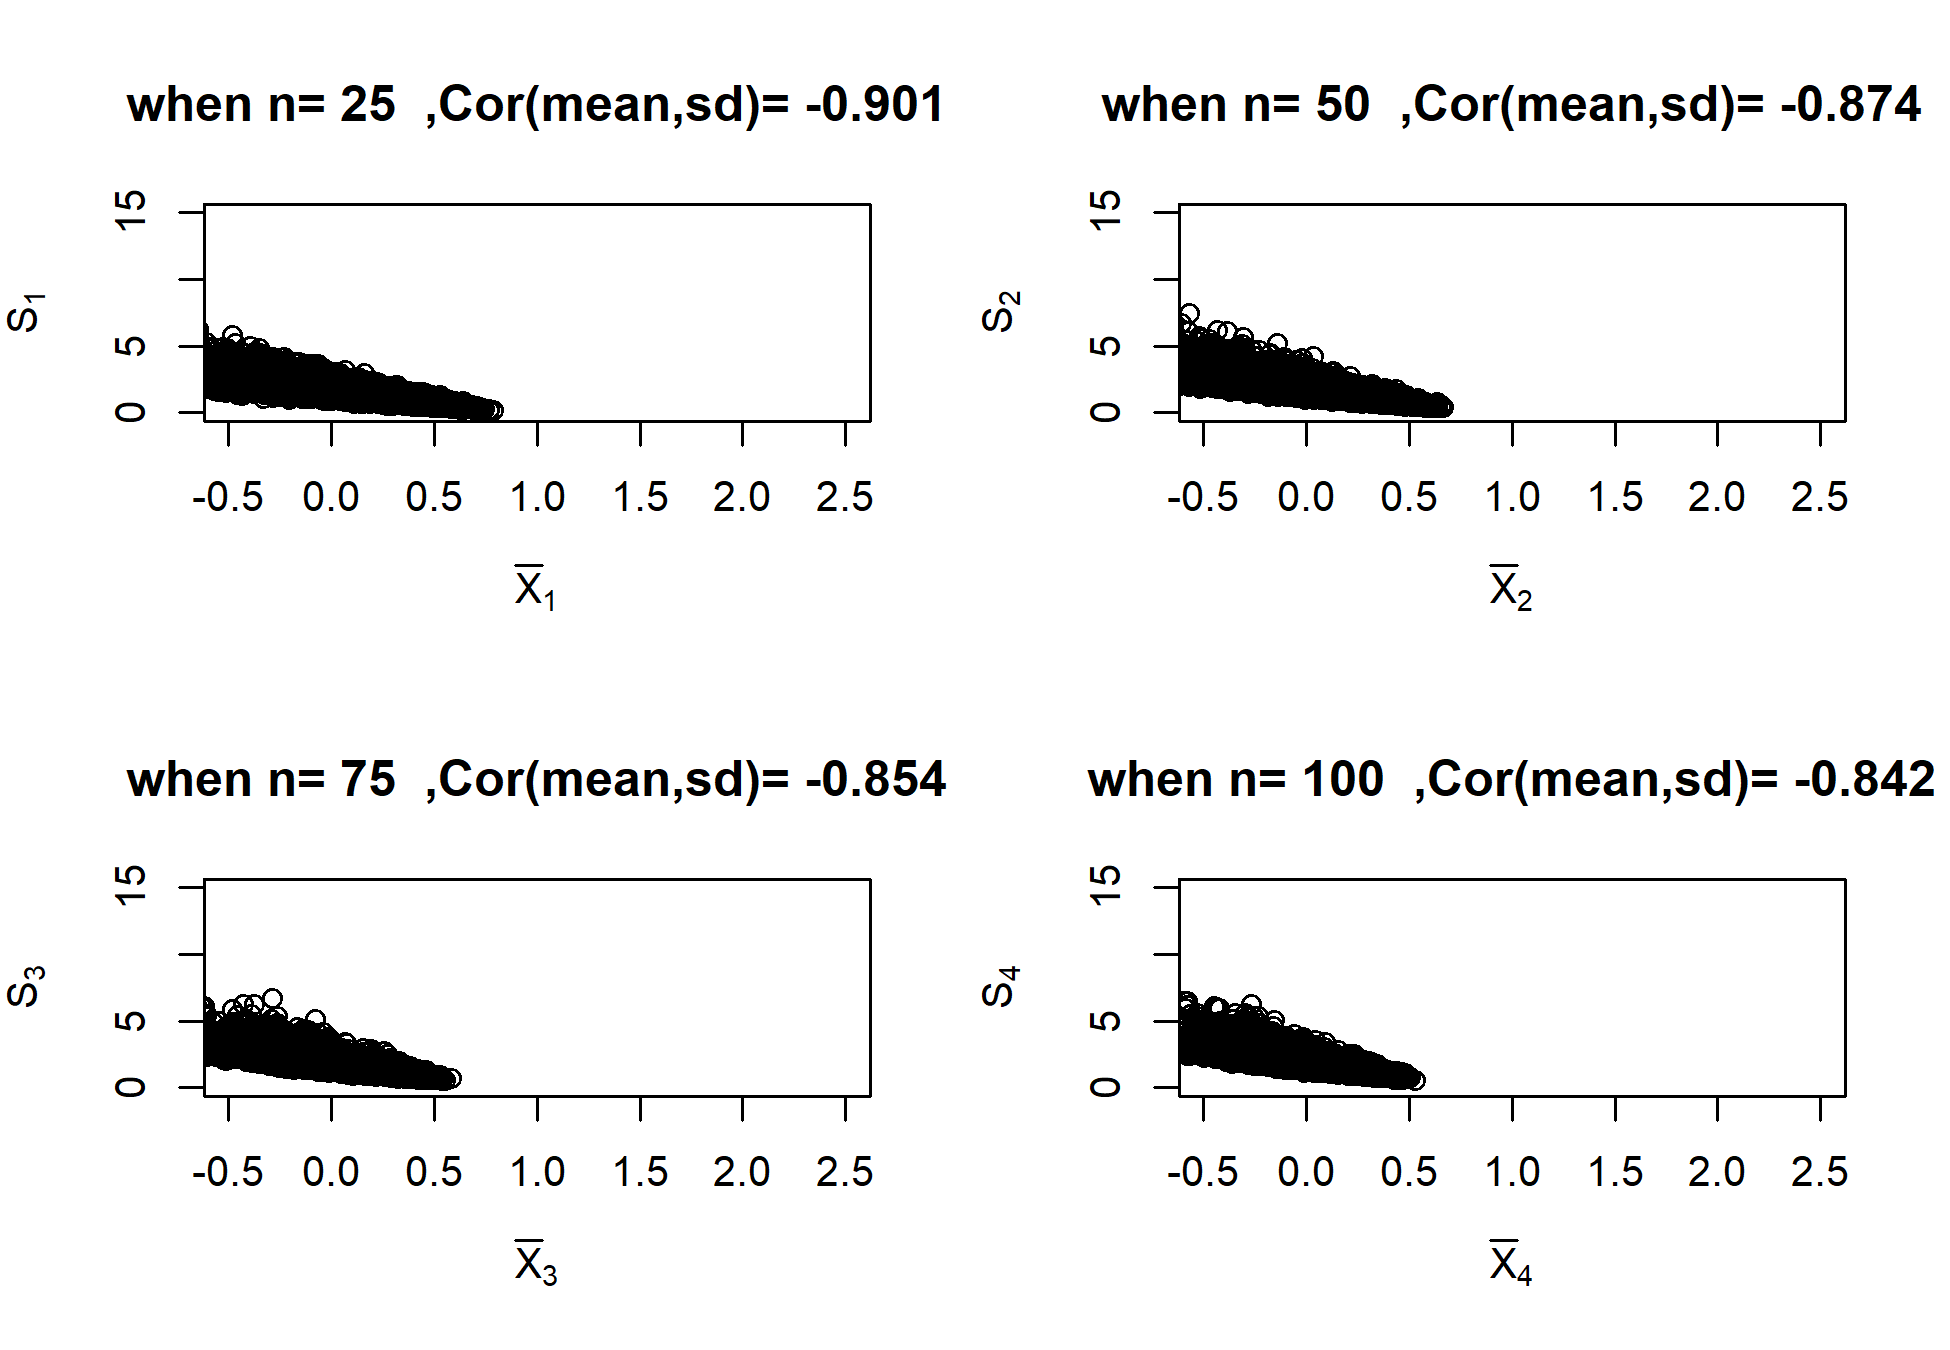 when n= 25  ,Cor(mean,sd)= -0.901
15
5
0
S1
-0.5 0.0 0.5 1.0 1.5 2.0 2.5
X̅1
when n= 50  ,Cor(mean,sd)= -0.874
15
5
0
S2
-0.5 0.0 0.5 1.0 1.5 2.0 2.5
X̅2
when n= 75  ,Cor(mean,sd)= -0.854
15
5
0
S3
-0.5 0.0 0.5 1.0 1.5 2.0 2.5
X̅3
when n= 100  ,Cor(mean,sd)= -0.842
15
5
0
S4
-0.5 0.0 0.5 1.0 1.5 2.0 2.5
X̅4